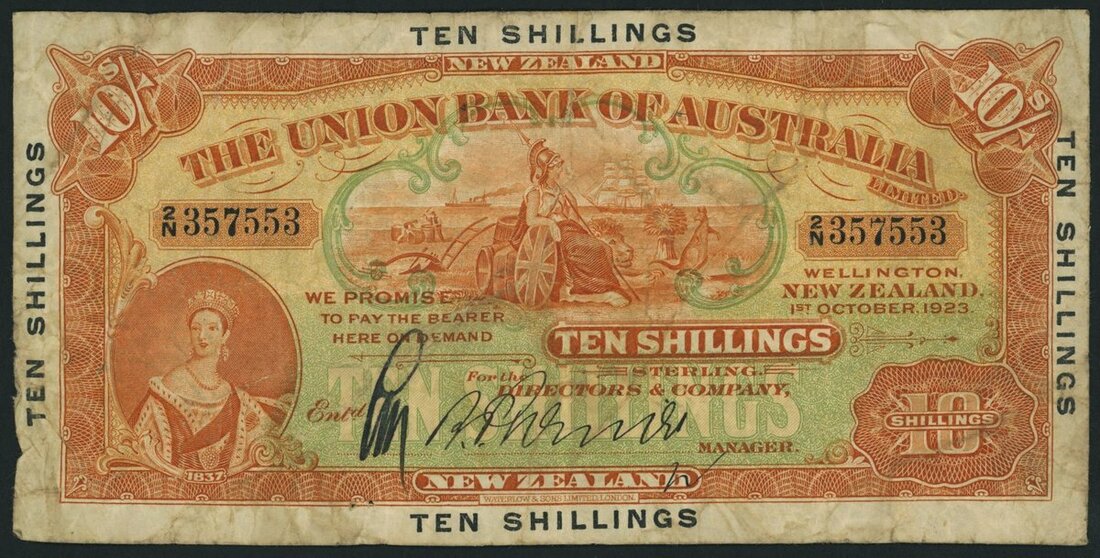 TEN SHILLINGS
NEW ZEALAND
10/s
10/s
THE UNION BANK OF AUSTRALIA
LIMITED.
2/N 357553
2/N 357553
WELLINGTON,
NEW ZEALAND.
1ST OCTOBER, 1923.
WE PROMISE
TO PAY THE BEARER
HERE ON DEMAND
TEN SHILLINGS
STERLING.
For the
DIRECTORS & COMPANY,
TEN SHILLINGS
Entd
MANAGER.
10
SHILLINGS
1837
NEW ZEALAND
WATERLOW & SONS LIMITED, LONDON.
TEN SHILLINGS
TEN SHILLINGS
TEN SHILLINGS